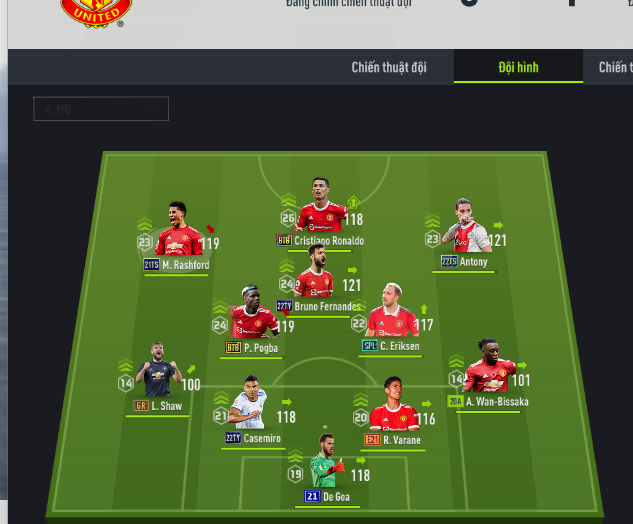 UNITED
Đang chỉnh chiến thuật đội
Chiến thuật đội
Đội hình
Chiến t
4. MU
26 118
BTB Cristiano Ronaldo
23 119
21TS M. Rashford
23 121
22TS Antony
24 121
22TY Bruno Fernandes
24 119
BTB P. Pogba
22 117
SPL C. Eriksen
14 100
GR L. Shaw
14 101
20A A. Wan-Bissaka
21 118
22TY Casemiro
20 116
R. Varane
19 118
21 De Gea